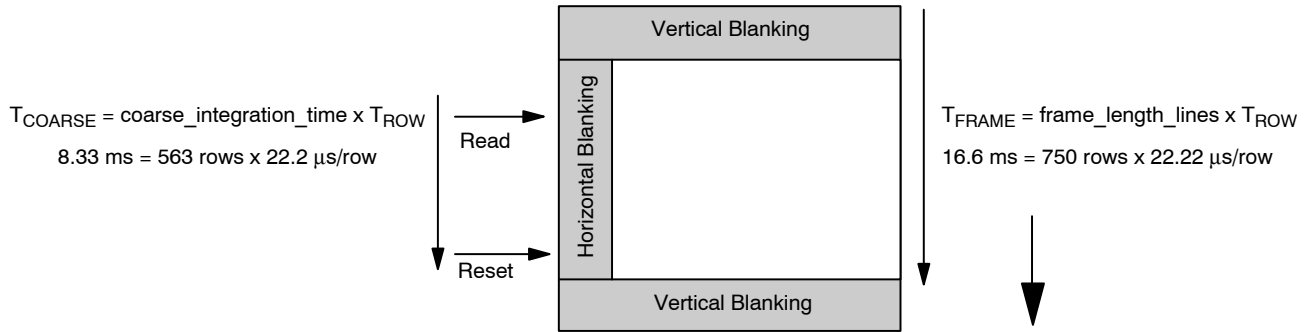 Vertical Blanking
T_COARSE = coarse_integration_time x T_ROW
8.33 ms = 563 rows x 22.2 μs/row
Read
Reset
Horizontal Blanking
T_FRAME = frame_length_lines x T_ROW
16.6 ms = 750 rows x 22.22 μs/row
Vertical Blanking